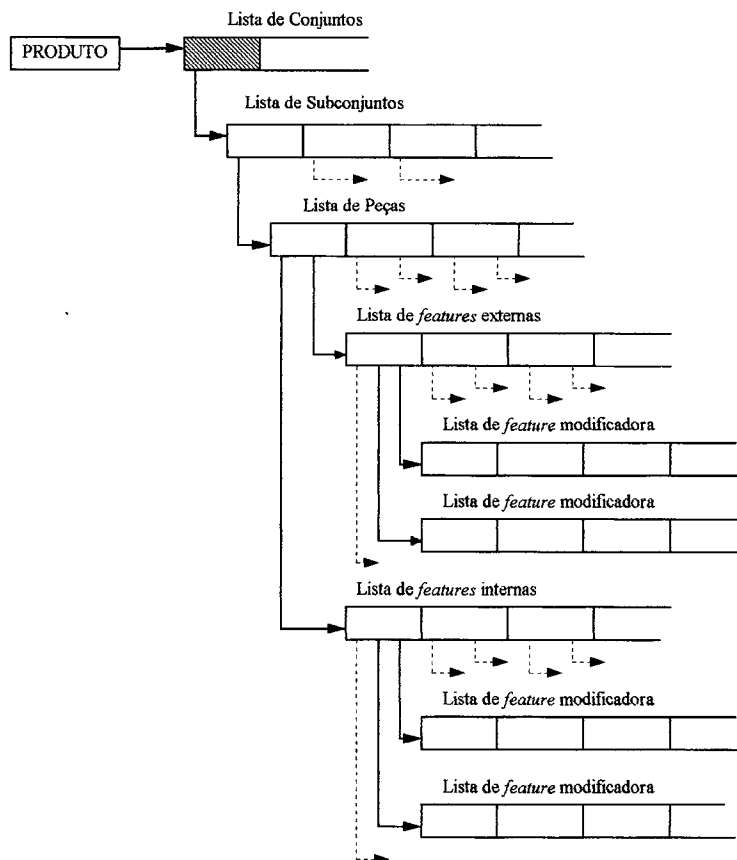 Lista de Conjuntos
PRODUTO
Lista de Subconjuntos
Lista de Peças
Lista de features externas
Lista de feature modificadora
Lista de feature modificadora
Lista de features internas
Lista de feature modificadora
Lista de feature modificadora